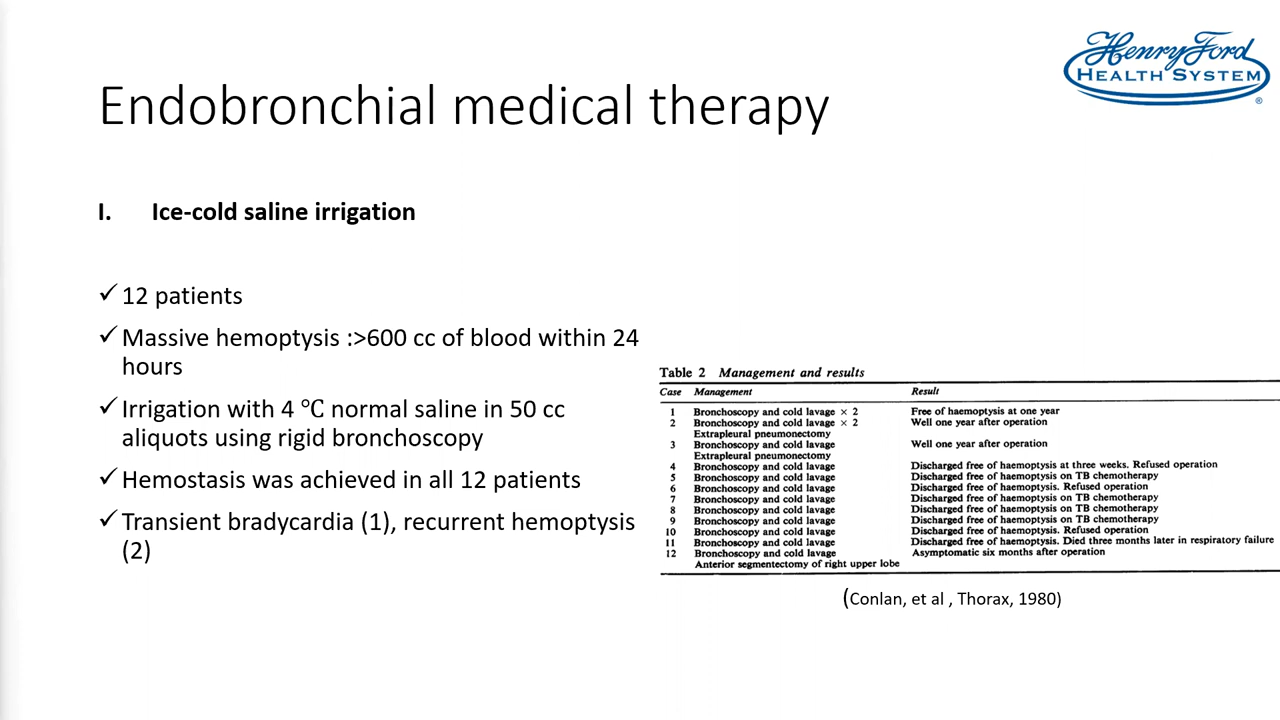 Henry Ford
HEALTH SYSTEM
®
Endobronchial medical therapy
I. Ice-cold saline irrigation
✓ 12 patients
✓ Massive hemoptysis :>600 cc of blood within 24
hours
✓ Irrigation with 4 °C normal saline in 50 cc
aliquots using rigid bronchoscopy
✓ Hemostasis was achieved in all 12 patients
✓ Transient bradycardia (1), recurrent hemoptysis
(2)
Table 2 Management and results
Case Management Result
1 Bronchoscopy and cold lavage × 2 Free of haemoptysis at one year
2 Bronchoscopy and cold lavage × 2 Well one year after operation
Extrapleural pneumonectomy
3 Bronchoscopy and cold lavage Well one year after operation
Extrapleural pneumonectomy
4 Bronchoscopy and cold lavage Discharged free of haemoptysis at three weeks. Refused operation
5 Bronchoscopy and cold lavage Discharged free of haemoptysis on TB chemotherapy
6 Bronchoscopy and cold lavage Discharged free of haemoptysis. Refused operation
7 Bronchoscopy and cold lavage Discharged free of haemoptysis on TB chemotherapy
8 Bronchoscopy and cold lavage Discharged free of haemoptysis on TB chemotherapy
9 Bronchoscopy and cold lavage Discharged free of haemoptysis on TB chemotherapy
10 Bronchoscopy and cold lavage Discharged free of haemoptysis. Refused operation
11 Bronchoscopy and cold lavage Discharged free of haemoptysis. Died three months later in respiratory failure
12 Bronchoscopy and cold lavage Asymptomatic six months after operation
Anterior segmentectomy of right upper lobe
(Conlan, et al , Thorax, 1980)